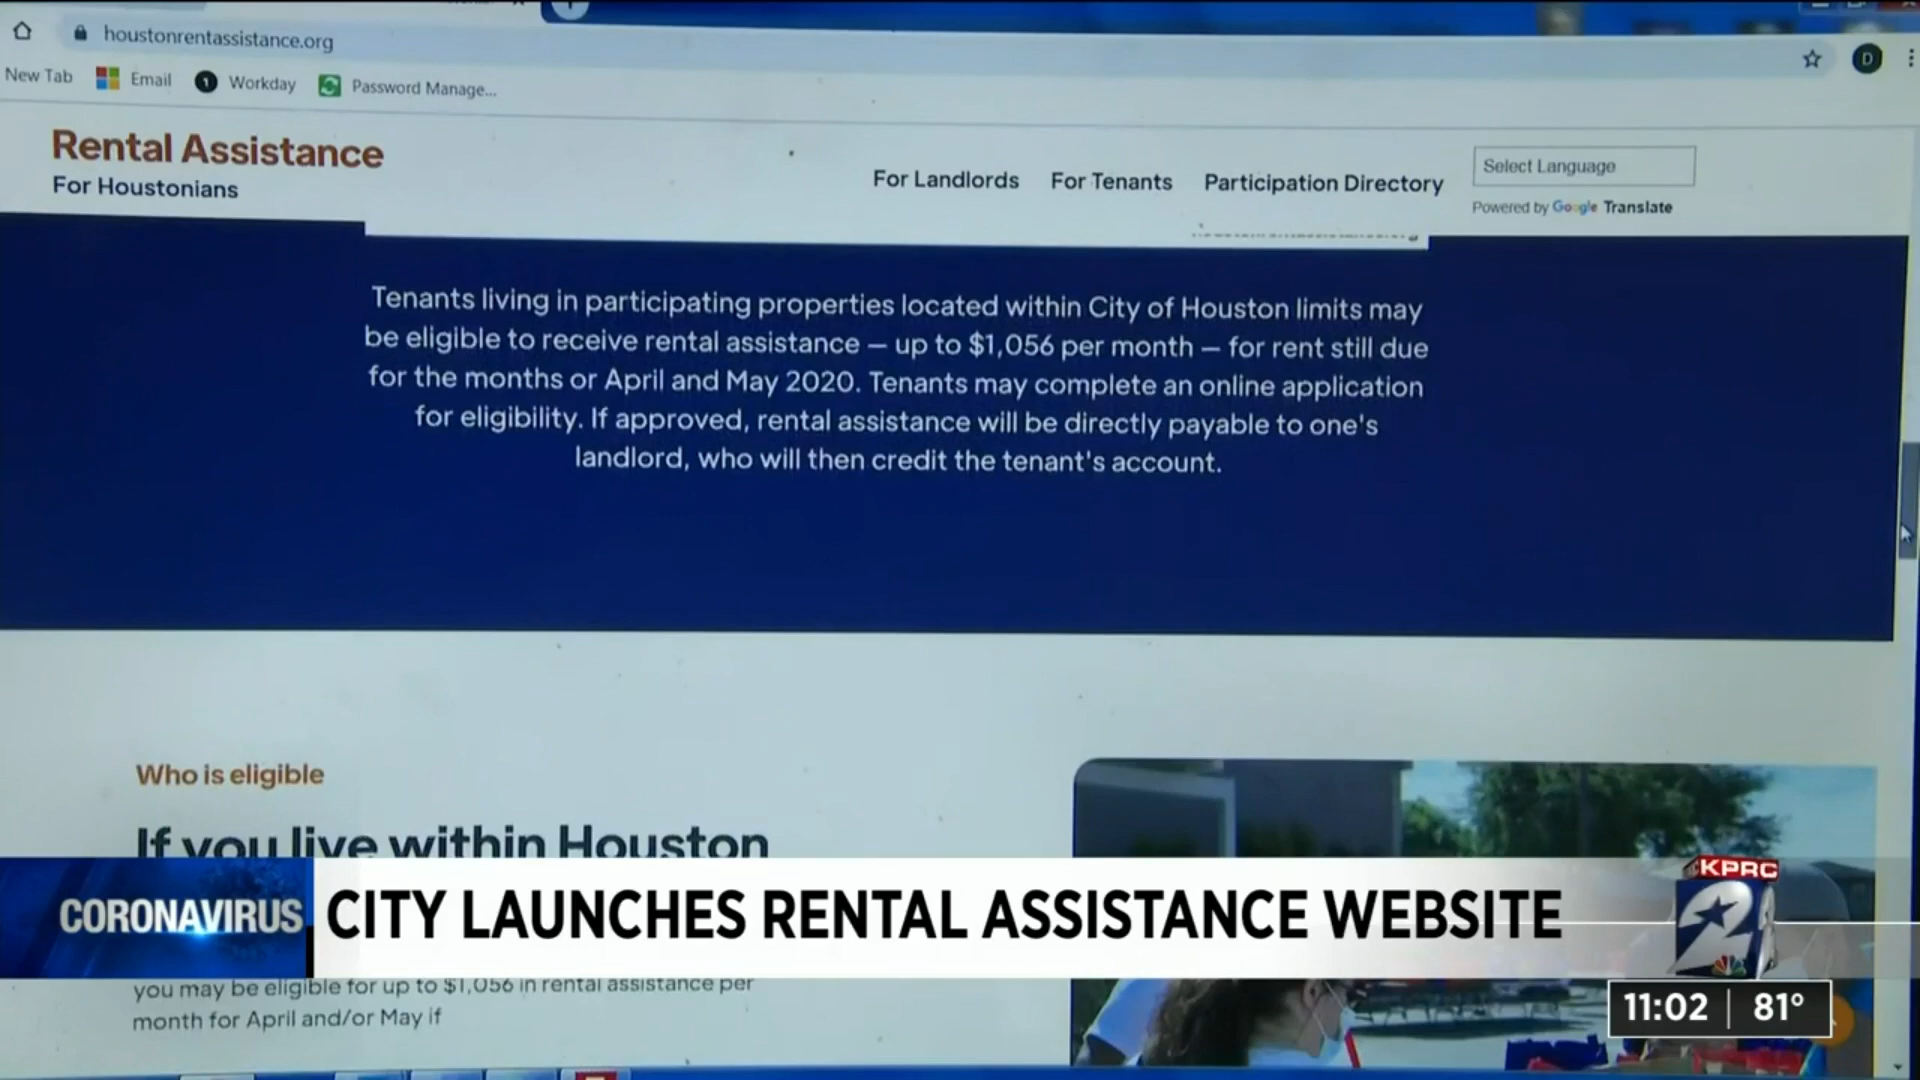 houstonrentassistance.org
New Tab Email Workday Password Manage...
Rental Assistance
For Houstonians
For Landlords For Tenants Participation Directory
Select Language
Powered by Google Translate
Tenants living in participating properties located within City of Houston limits may
be eligible to receive rental assistance — up to $1,056 per month — for rent still due
for the months or April and May 2020. Tenants may complete an online application
for eligibility. If approved, rental assistance will be directly payable to one's
landlord, who will then credit the tenant's account.
Who is eligible
If you live within Houston
KPRC
2
CORONAVIRUS CITY LAUNCHES RENTAL ASSISTANCE WEBSITE
you may be eligible for up to $1,056 in rental assistance per
month for April and/or May if
11:02 | 81°